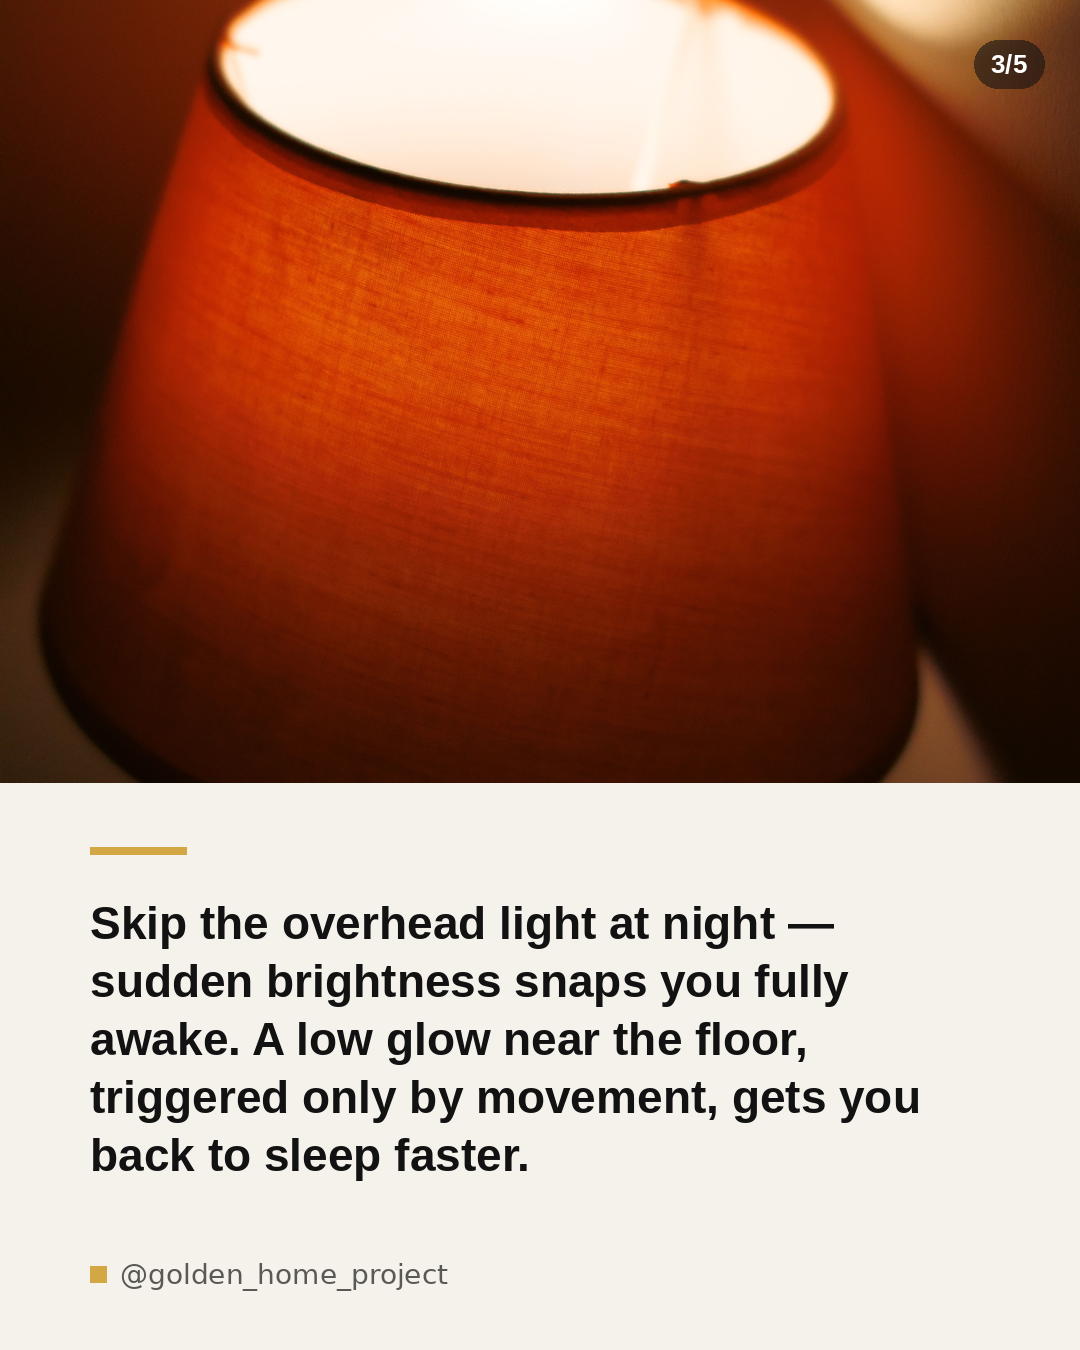 3/5
Skip the overhead light at night —
sudden brightness snaps you fully
awake. A low glow near the floor,
triggered only by movement, gets you
back to sleep faster.
@golden_home_project